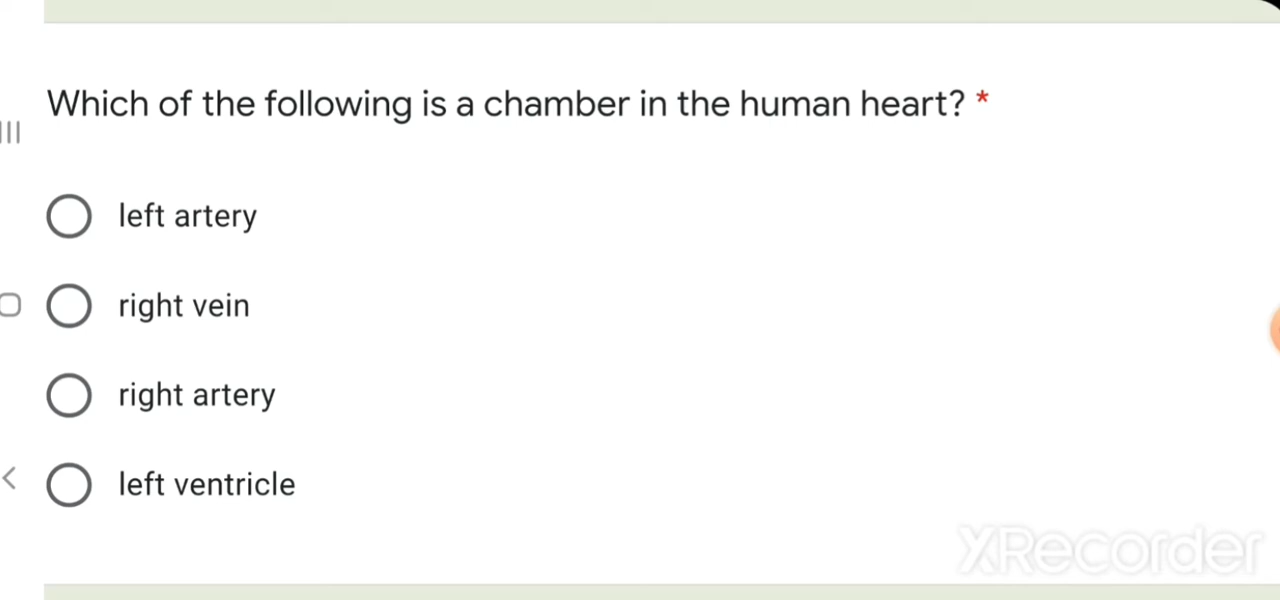 Which of the following is a chamber in the human heart? *
left artery
right vein
right artery
left ventricle
XRecorder